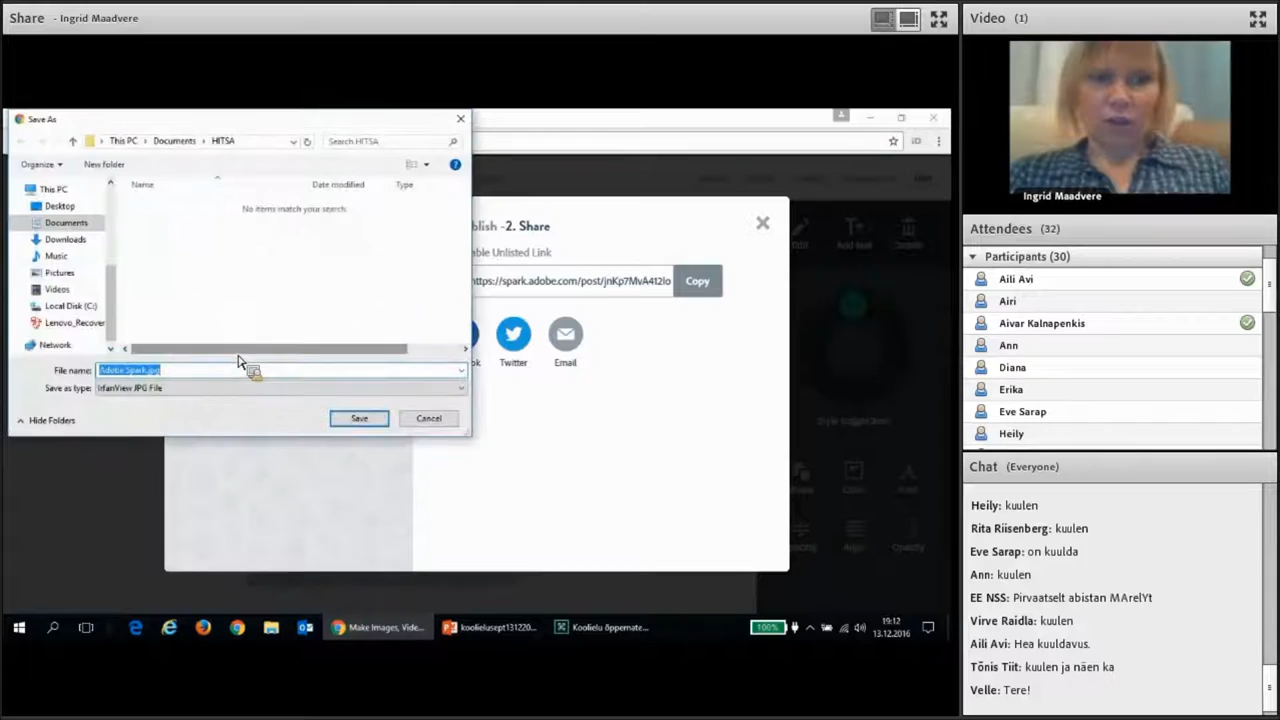 Share - Ingrid Maadvere
Save As
This PC > Documents > HITSA
Search HITSA
Organize
New folder
This PC
Desktop
Documents
Downloads
Music
Pictures
Videos
Local Disk (C:)
Lenovo_Recover
Network
Name
Date modified
Type
No items match your search.
File name:
Adobe Spark.jpg
Save as type:
IrfanView JPG File
Hide Folders
Save
Cancel
blish -2. Share
able Unlisted Link
https://spark.adobe.com/post/jnKp7MvA412lo
Copy
ok
Twitter
Email
Make Images, Vide...
koolielusept131220...
Koolielu õppemate...
100%
19:12
13.12.2016
Video (1)
Ingrid Maadvere
Attendees (32)
Participants (30)
Aili Avi
Airi
Aivar Kalnapenkis
Ann
Diana
Erika
Eve Sarap
Heily
Chat (Everyone)
Heily: kuulen
Rita Riisenberg: kuulen
Eve Sarap: on kuulda
Ann: kuulen
EE NSS: Pirvaatselt abistan MArelYt
Virve Raidla: kuulen
Aili Avi: Hea kuuldavus.
Tõnis Tiit: kuulen ja näen ka
Velle: Tere!